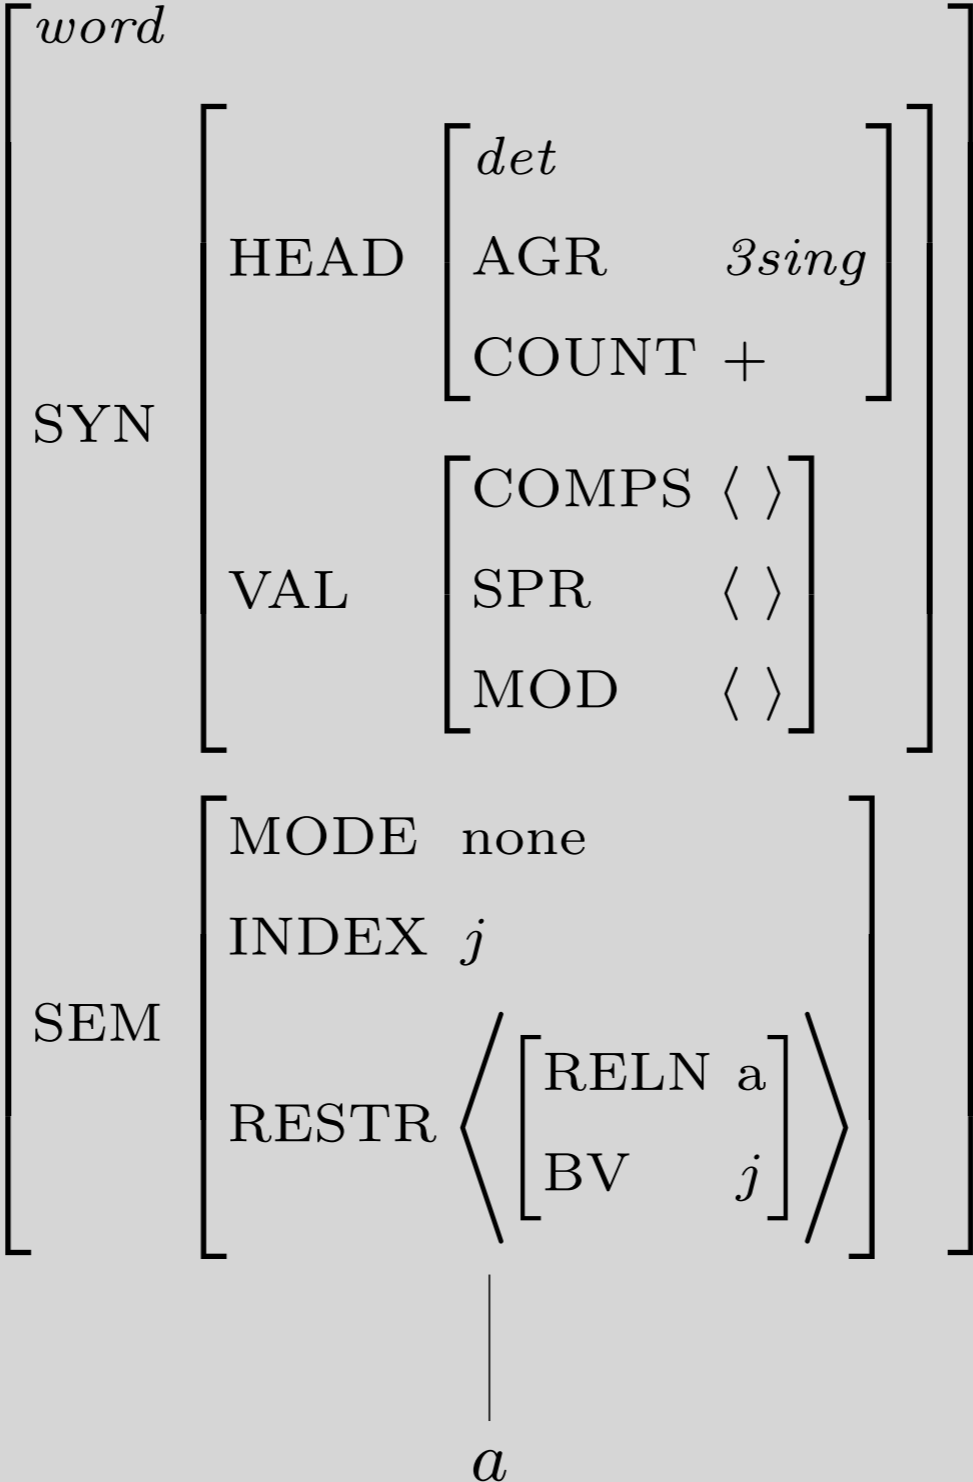 word
det
HEAD AGR 3sing
COUNT +
SYN
COMPS ⟨ ⟩
VAL SPR ⟨ ⟩
MOD ⟨ ⟩
MODE none
INDEX j
SEM
RELN a
RESTR
BV j
a